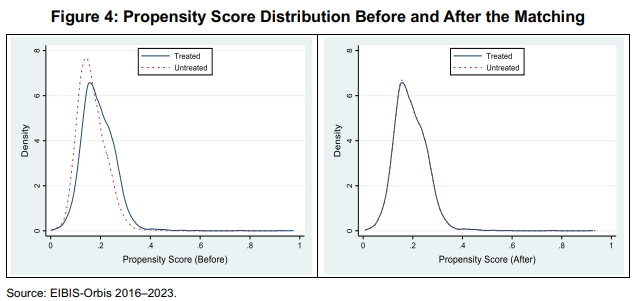 Figure 4: Propensity Score Distribution Before and After the Matching
Treated
Untreated
Density
0
2
4
6
8
0
.2
.4
.6
.8
1
Propensity Score (Before)
Treated
Untreated
Density
0
2
4
6
8
0
.2
.4
.6
.8
1
Propensity Score (After)
Source: EIBIS-Orbis 2016–2023.